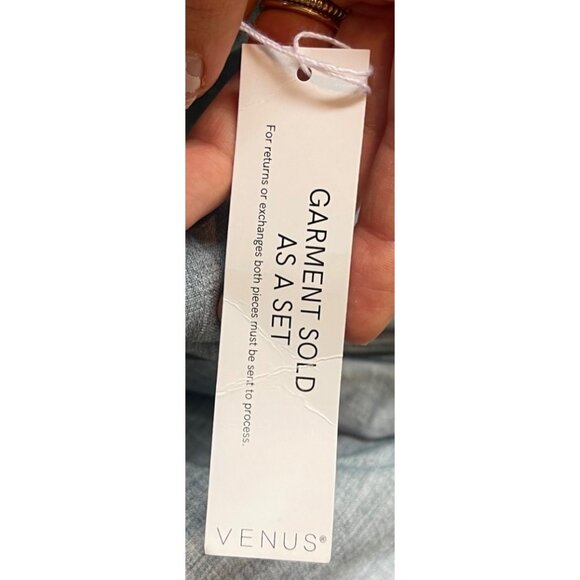 GARMENT SOLD
AS A SET
For returns or exchanges both pieces must be sent to process.
VENUS®